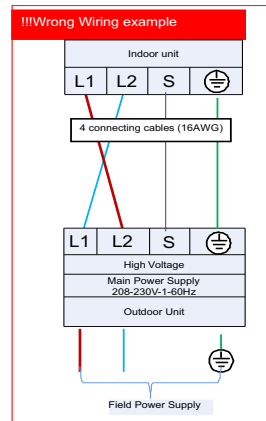 !!!Wrong Wiring example
Indoor unit
L1 L2 S
4 connecting cables (16AWG)
L1 L2 S
High Voltage
Main Power Supply
208-230V-1-60Hz
Outdoor Unit
Field Power Supply